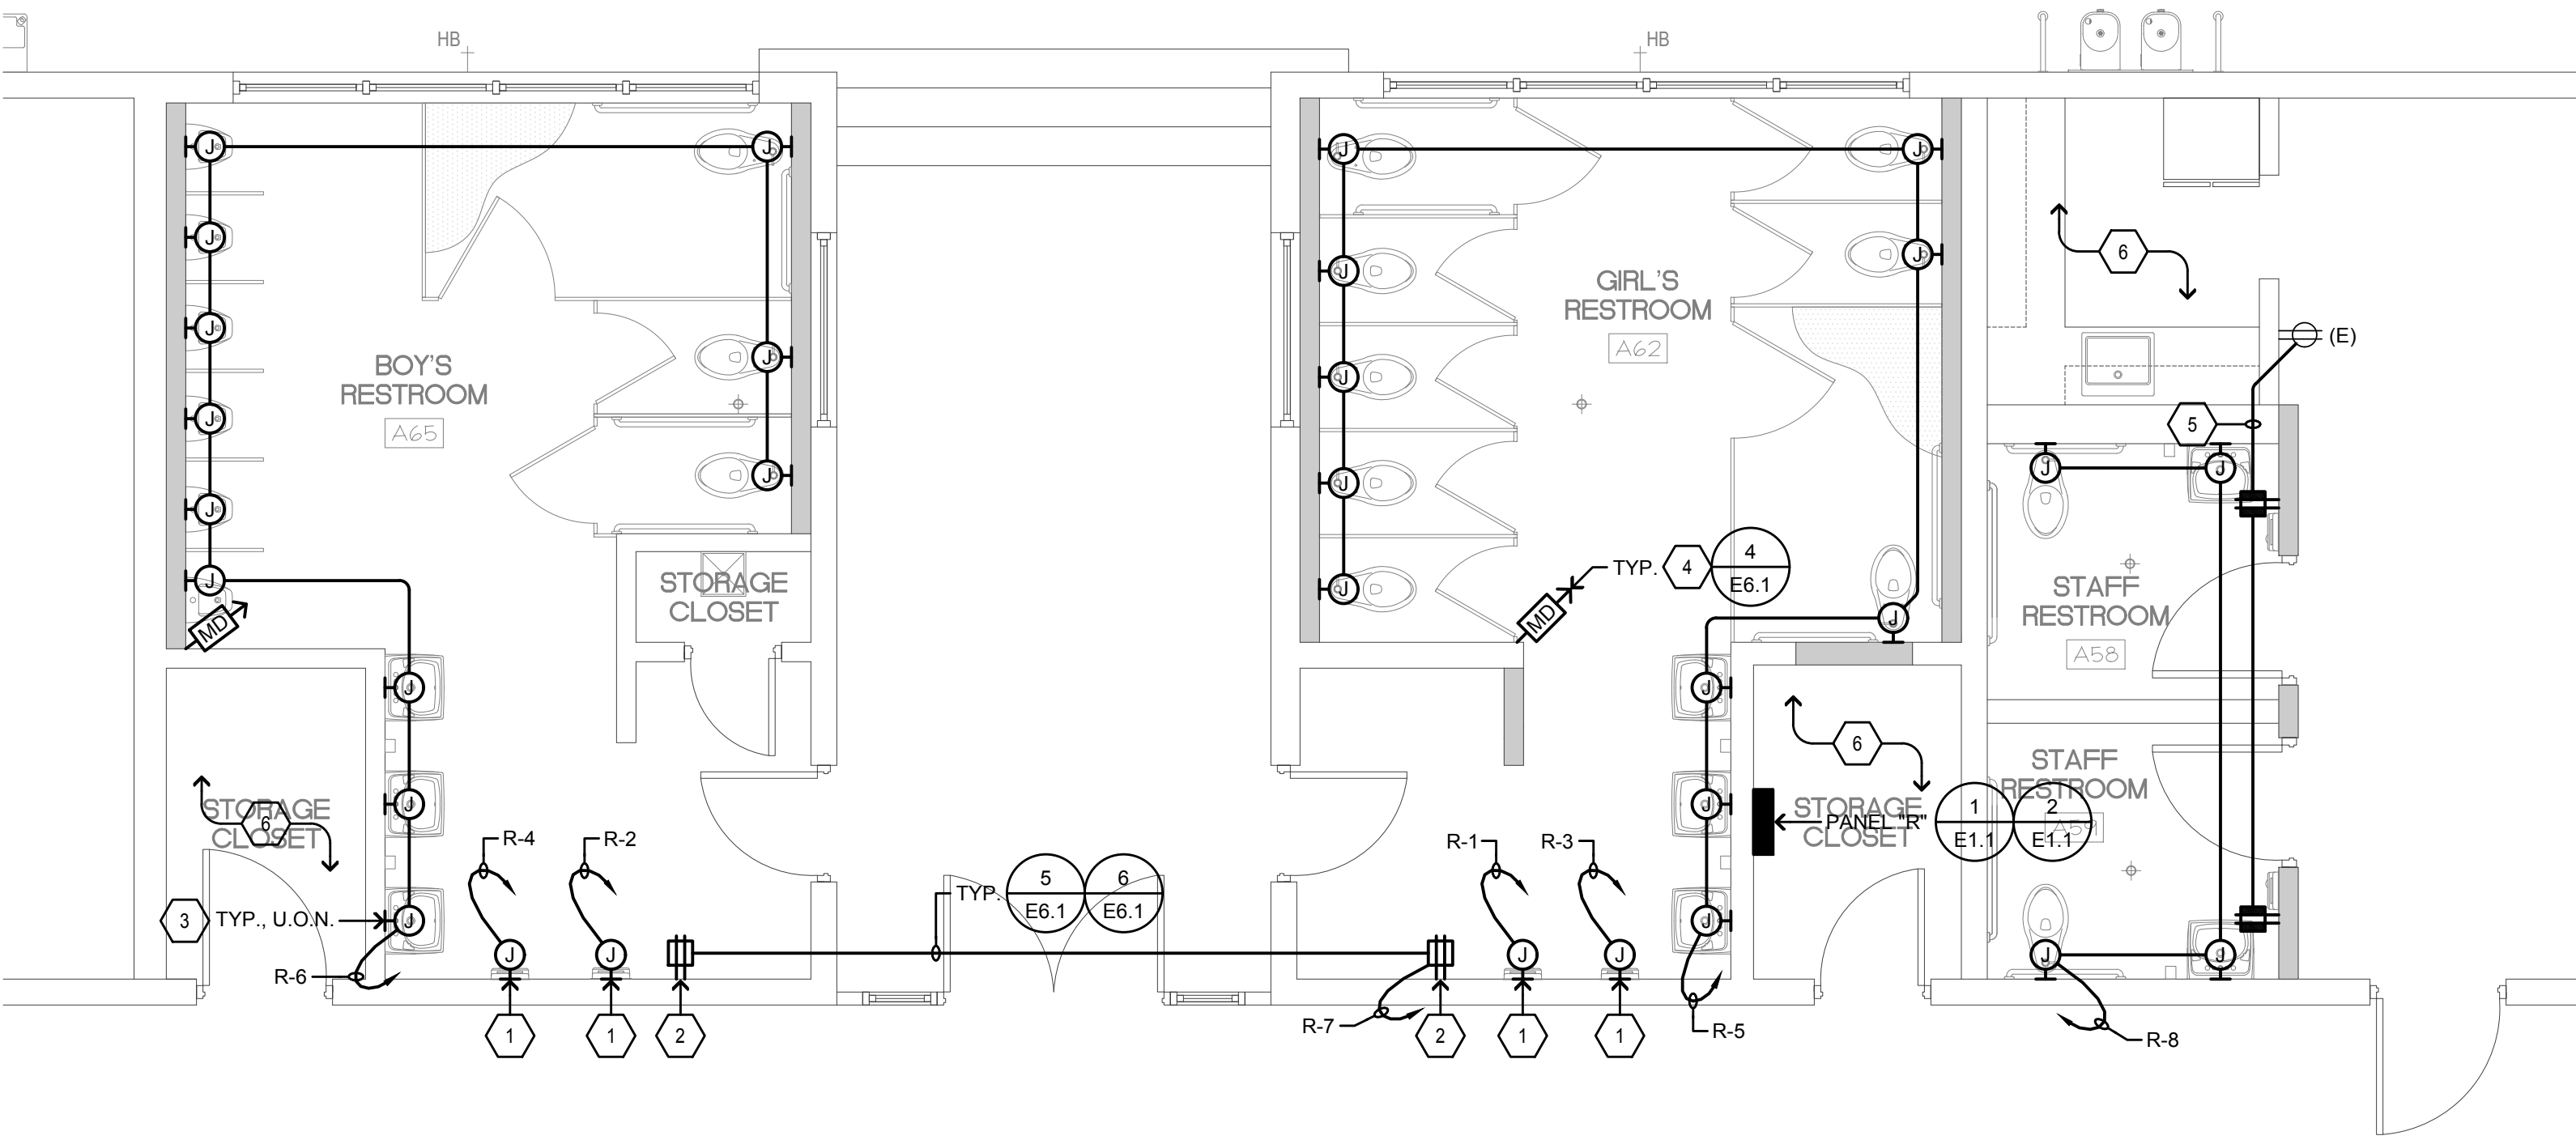 HB
HB
J
J
J
J
J
J
6
GIRL'S
RESTROOM
A62
J
J
J
(E)
BOY'S
RESTROOM
A65
J
J
J
J
5
J
J
J
J
J
J
STORAGE
CLOSET
TYP.
4
4
E6.1
J
J
MD
MD
J
STAFF
RESTROOM
A58
J
J
6
STAFF
RESTROOM
A59
J
J
STORAGE
CLOSET
6
STORAGE
CLOSET
PANEL "R"
1
E1.1
2
E1.1
R-4
R-2
R-1
R-3
TYP.
5
E6.1
6
E6.1
3
TYP., U.O.N.
J
J
J
J
J
J
J
J
R-6
R-7
R-5
R-8
1
1
2
2
1
1